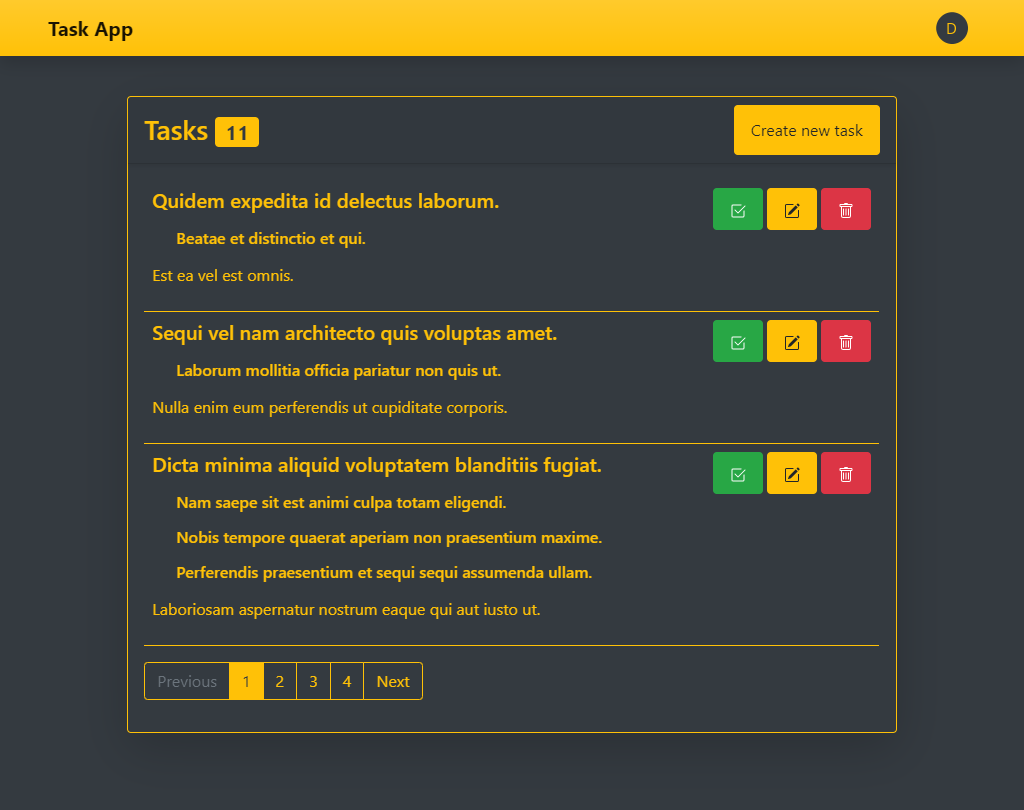 Task App
D
Tasks 11
Create new task
Quidem expedita id delectus laborum.
Beatae et distinctio et qui.
Est ea vel est omnis.
Sequi vel nam architecto quis voluptas amet.
Laborum mollitia officia pariatur non quis ut.
Nulla enim eum perferendis ut cupiditate corporis.
Dicta minima aliquid voluptatem blanditiis fugiat.
Nam saepe sit est animi culpa totam eligendi.
Nobis tempore quaerat aperiam non praesentium maxime.
Perferendis praesentium et sequi sequi assumenda ullam.
Laboriosam aspernatur nostrum eaque qui aut iusto ut.
Previous 1 2 3 4 Next